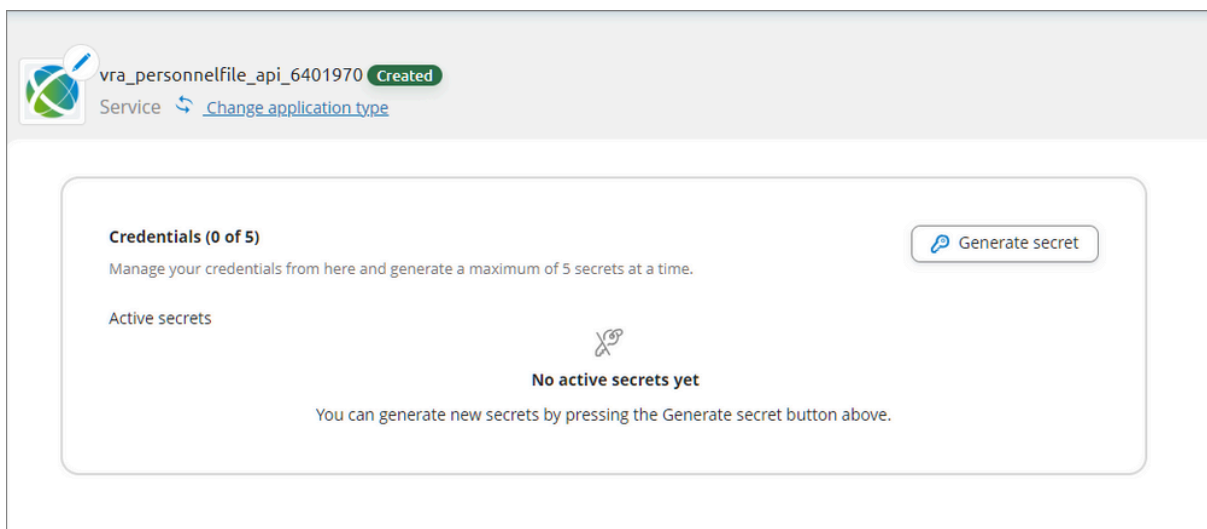 vra_personnelfile_api_6401970 Created
Service Change application type
Credentials (0 of 5)
Generate secret
Manage your credentials from here and generate a maximum of 5 secrets at a time.
Active secrets
No active secrets yet
You can generate new secrets by pressing the Generate secret button above.